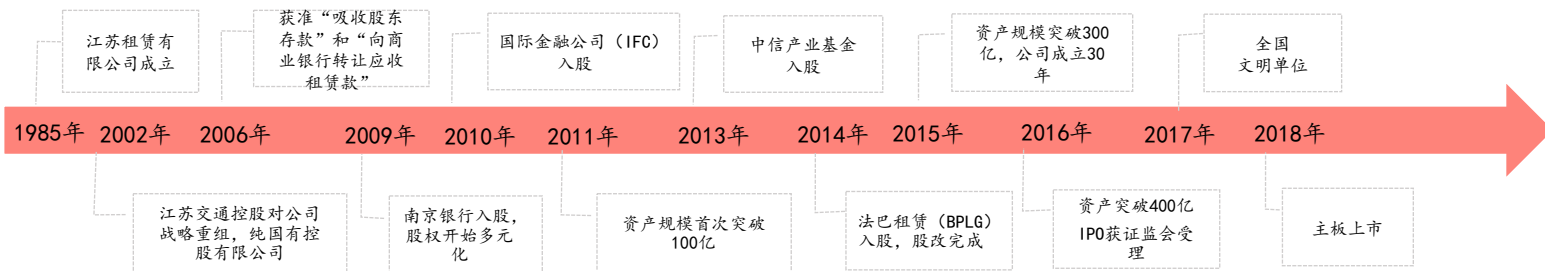 江苏租赁有
限公司成立
获准“吸收股东
存款”和“向商
业银行转让应收
租赁款”
国际金融公司（IFC）
入股
中信产业基金
入股
资产规模突破300
亿，公司成立30
年
全国
文明单位
1985年 2002年 2006年 2009年 2010年 2011年 2013年 2014年 2015年 2016年 2017年 2018年
江苏交通控股对公司
战略重组，纯国有控
股有限公司
南京银行入股，
股权开始多元
化
资产规模首次突破
100亿
法巴租赁（BPLG）
入股，股改完成
资产突破400亿
IPO获证监会受
理
主板上市